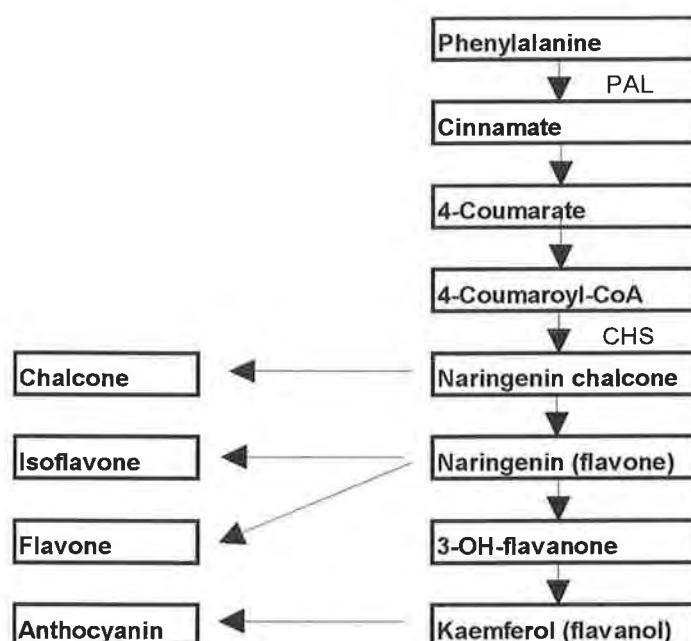 Phenylalanine
PAL
Cinnamate
4-Coumarate
4-Coumaroyl-CoA
CHS
Chalcone
Naringenin chalcone
Isoflavone
Naringenin (flavone)
Flavone
3-OH-flavanone
Anthocyanin
Kaemferol (flavanol)